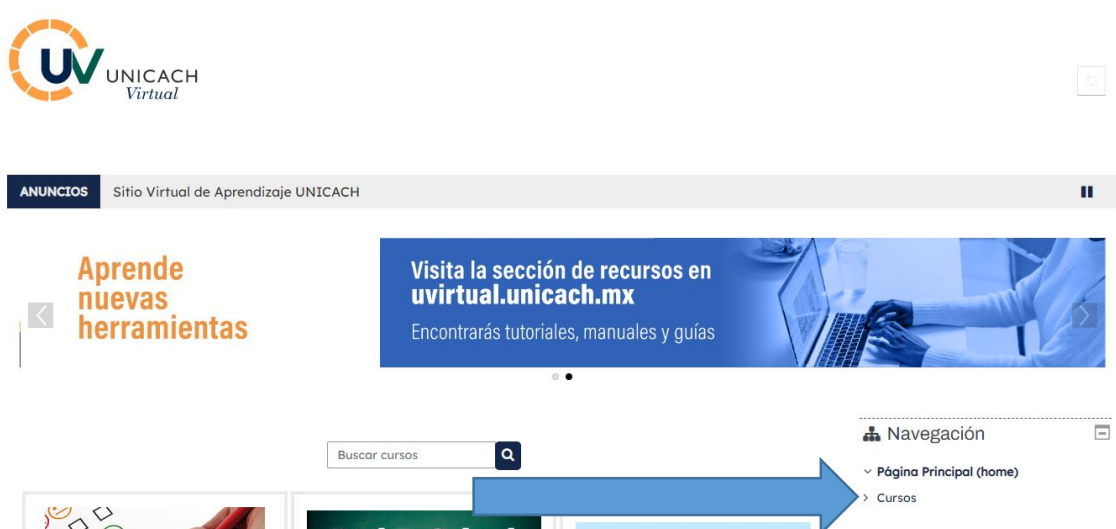 UV UNICACH
Virtual
ANUNCIOS Sitio Virtual de Aprendizaje UNICACH
Aprende
nuevas
herramientas
Visita la sección de recursos en
uvirtual.unicach.mx
Encontrarás tutoriales, manuales y guías
Navegación
Buscar cursos
Página Principal (home)
Cursos